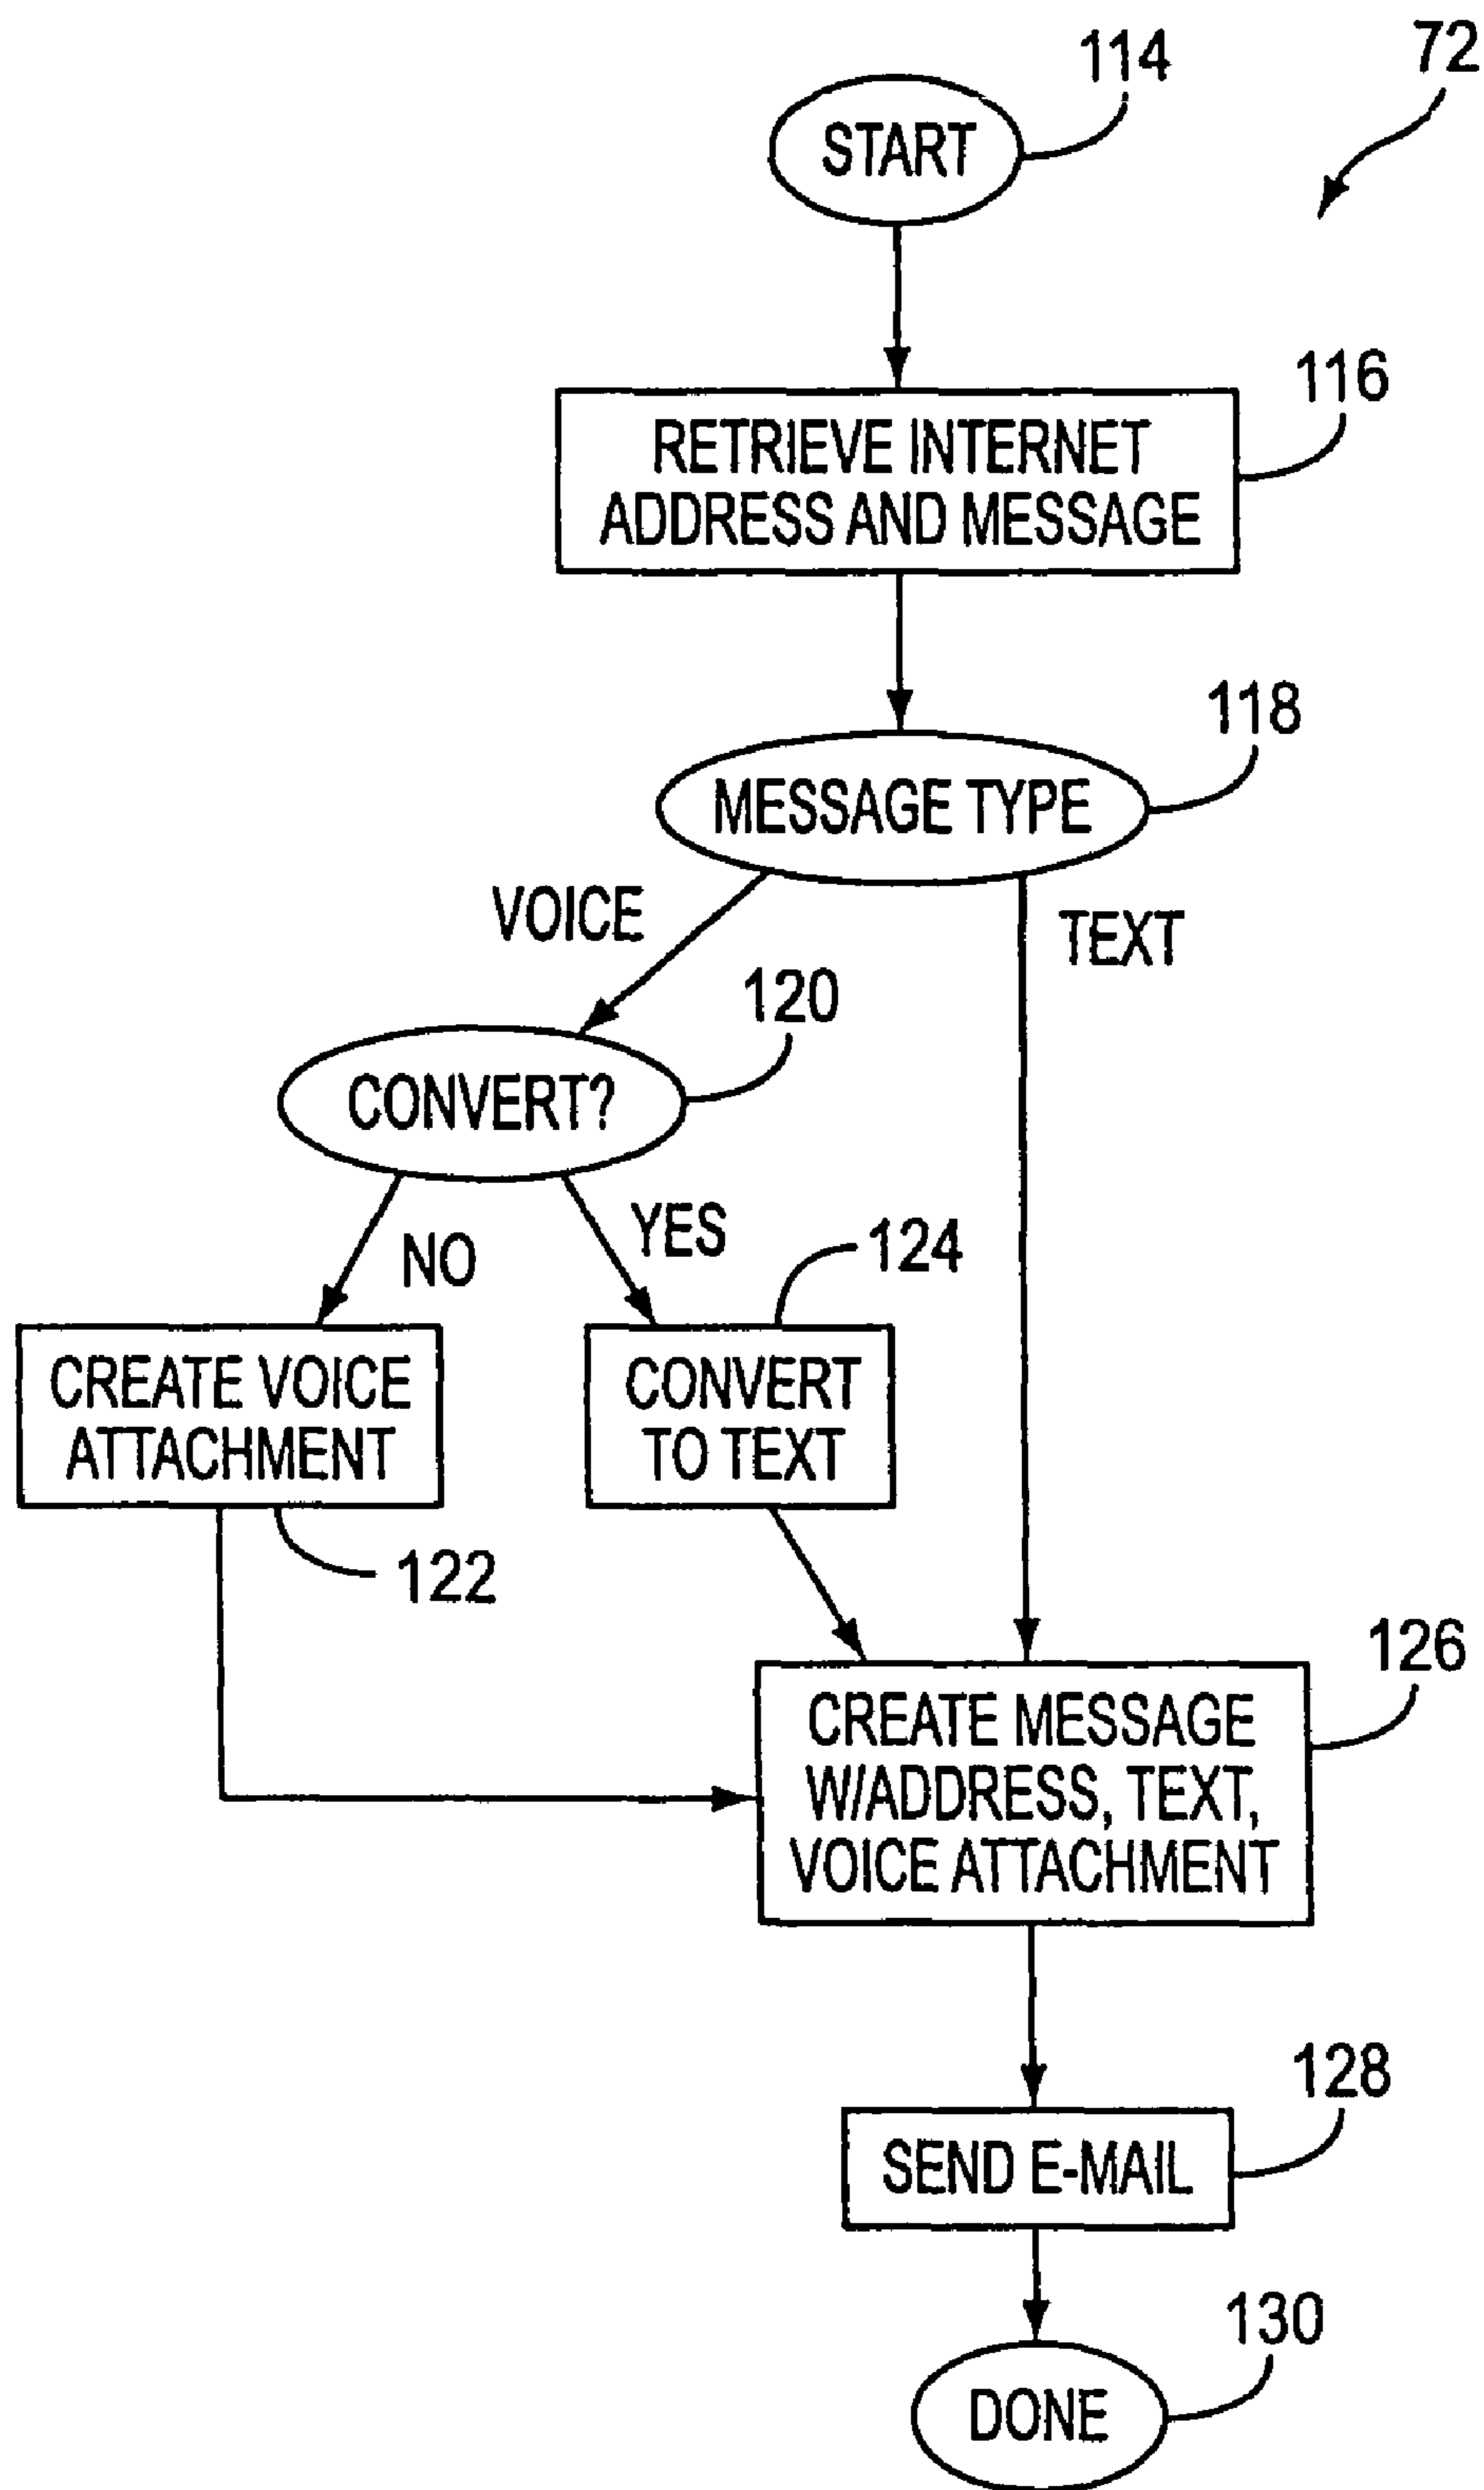 72
114
START
116
RETRIEVE INTERNET
ADDRESS AND MESSAGE
118
MESSAGE TYPE
VOICE
TEXT
120
CONVERT?
NO
YES
124
CREATE VOICE
ATTACHMENT
CONVERT
TO TEXT
122
126
CREATE MESSAGE
W/ADDRESS, TEXT,
VOICE ATTACHMENT
128
SEND E-MAIL
130
DONE